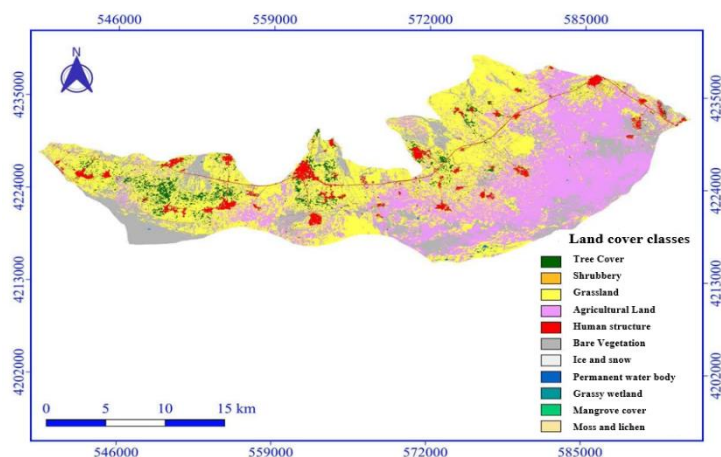 546000 559000 572000 585000
N
4235000 4235000
4224000 4224000
Land cover classes
Tree Cover
Shrubbery
Grassland
4213000 4213000
Agricultural Land
Human structure
Bare Vegetation
Ice and snow
4202000 4202000
Permanent water body
Grassy wetland
0 5 10 15 km
Mangrove cover
Moss and lichen
546000 559000 572000 585000